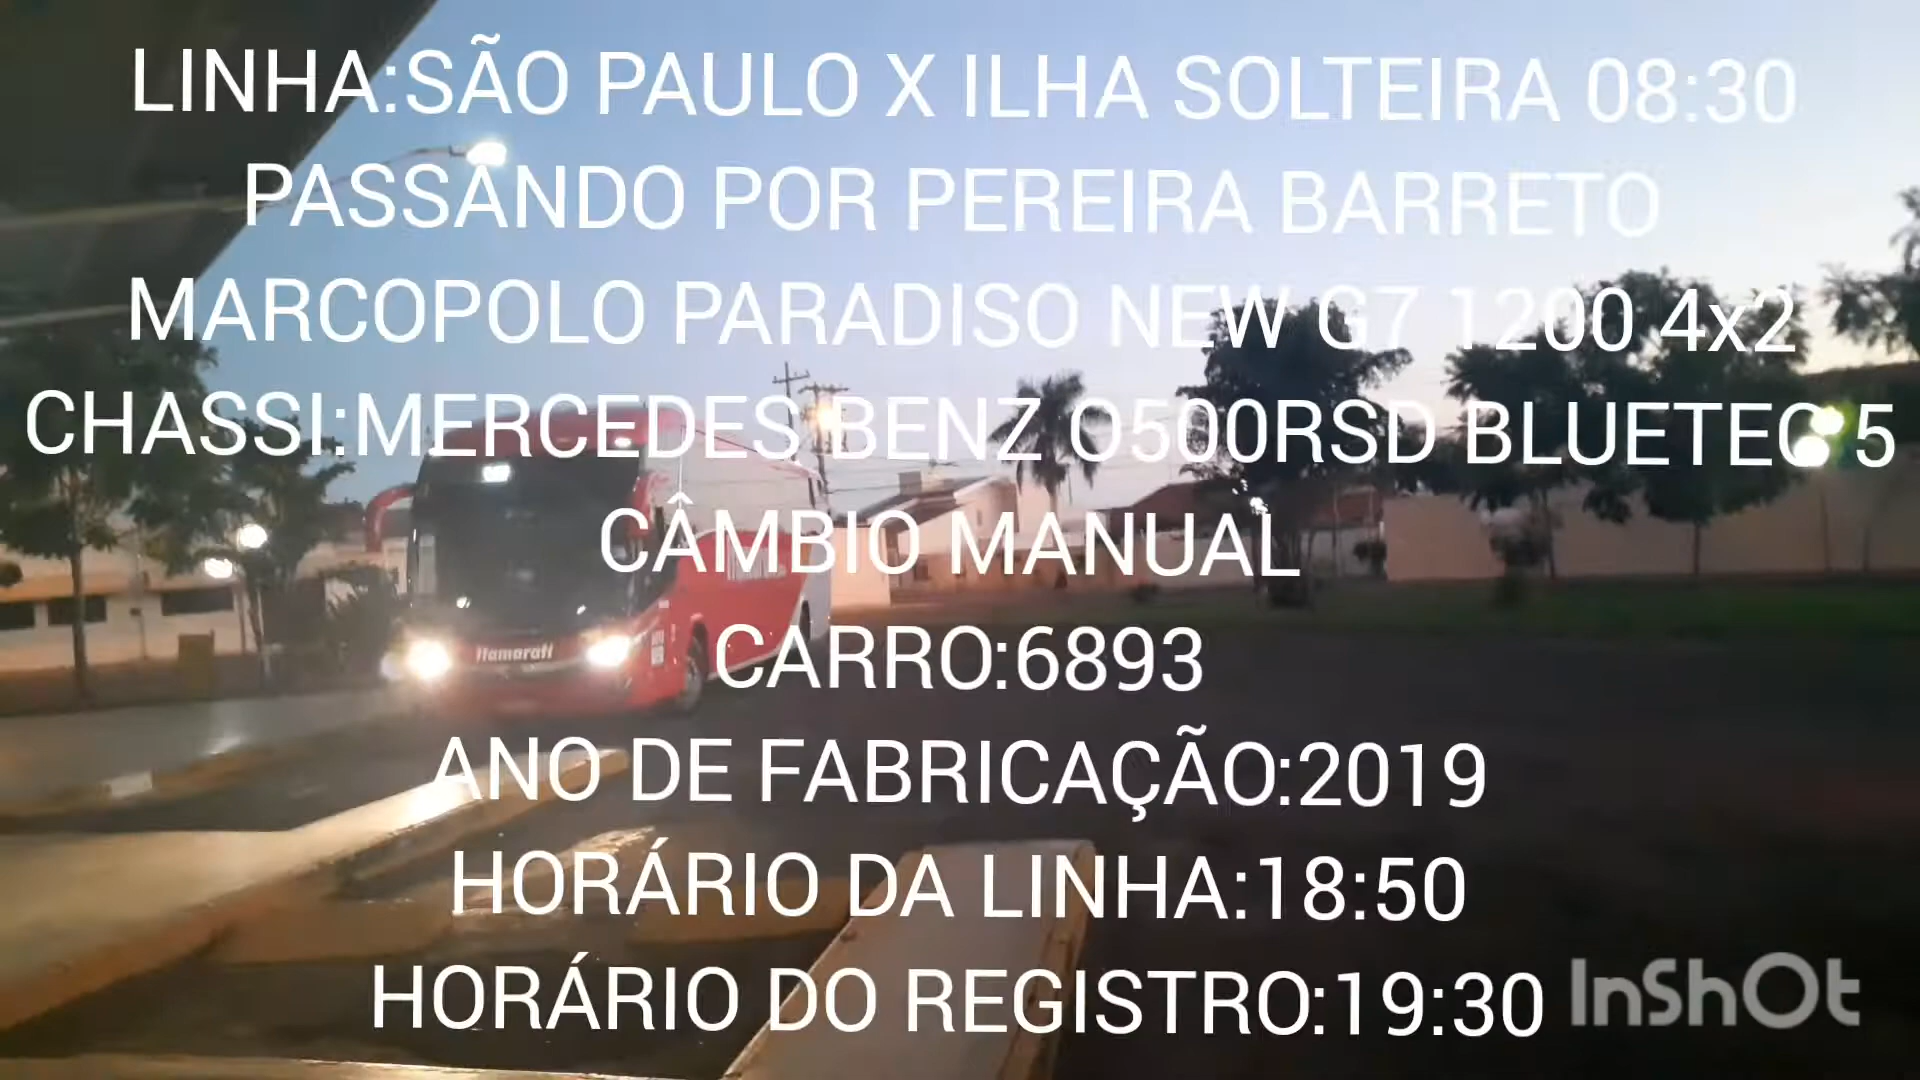 LINHA:SÃO PAULO X ILHA SOLTEIRA 08:30
PASSANDO POR PEREIRA BARRETO
MARCOPOLO PARADISO NEW G7 1200 4x2
CHASSI:MERCEDES BENZ O500RSD BLUETEC 5
CÂMBIO MANUAL
CARRO:6893
ANO DE FABRICAÇÃO:2019
HORÁRIO DA LINHA:18:50
HORÁRIO DO REGISTRO:19:30
Itamarati
InShOt